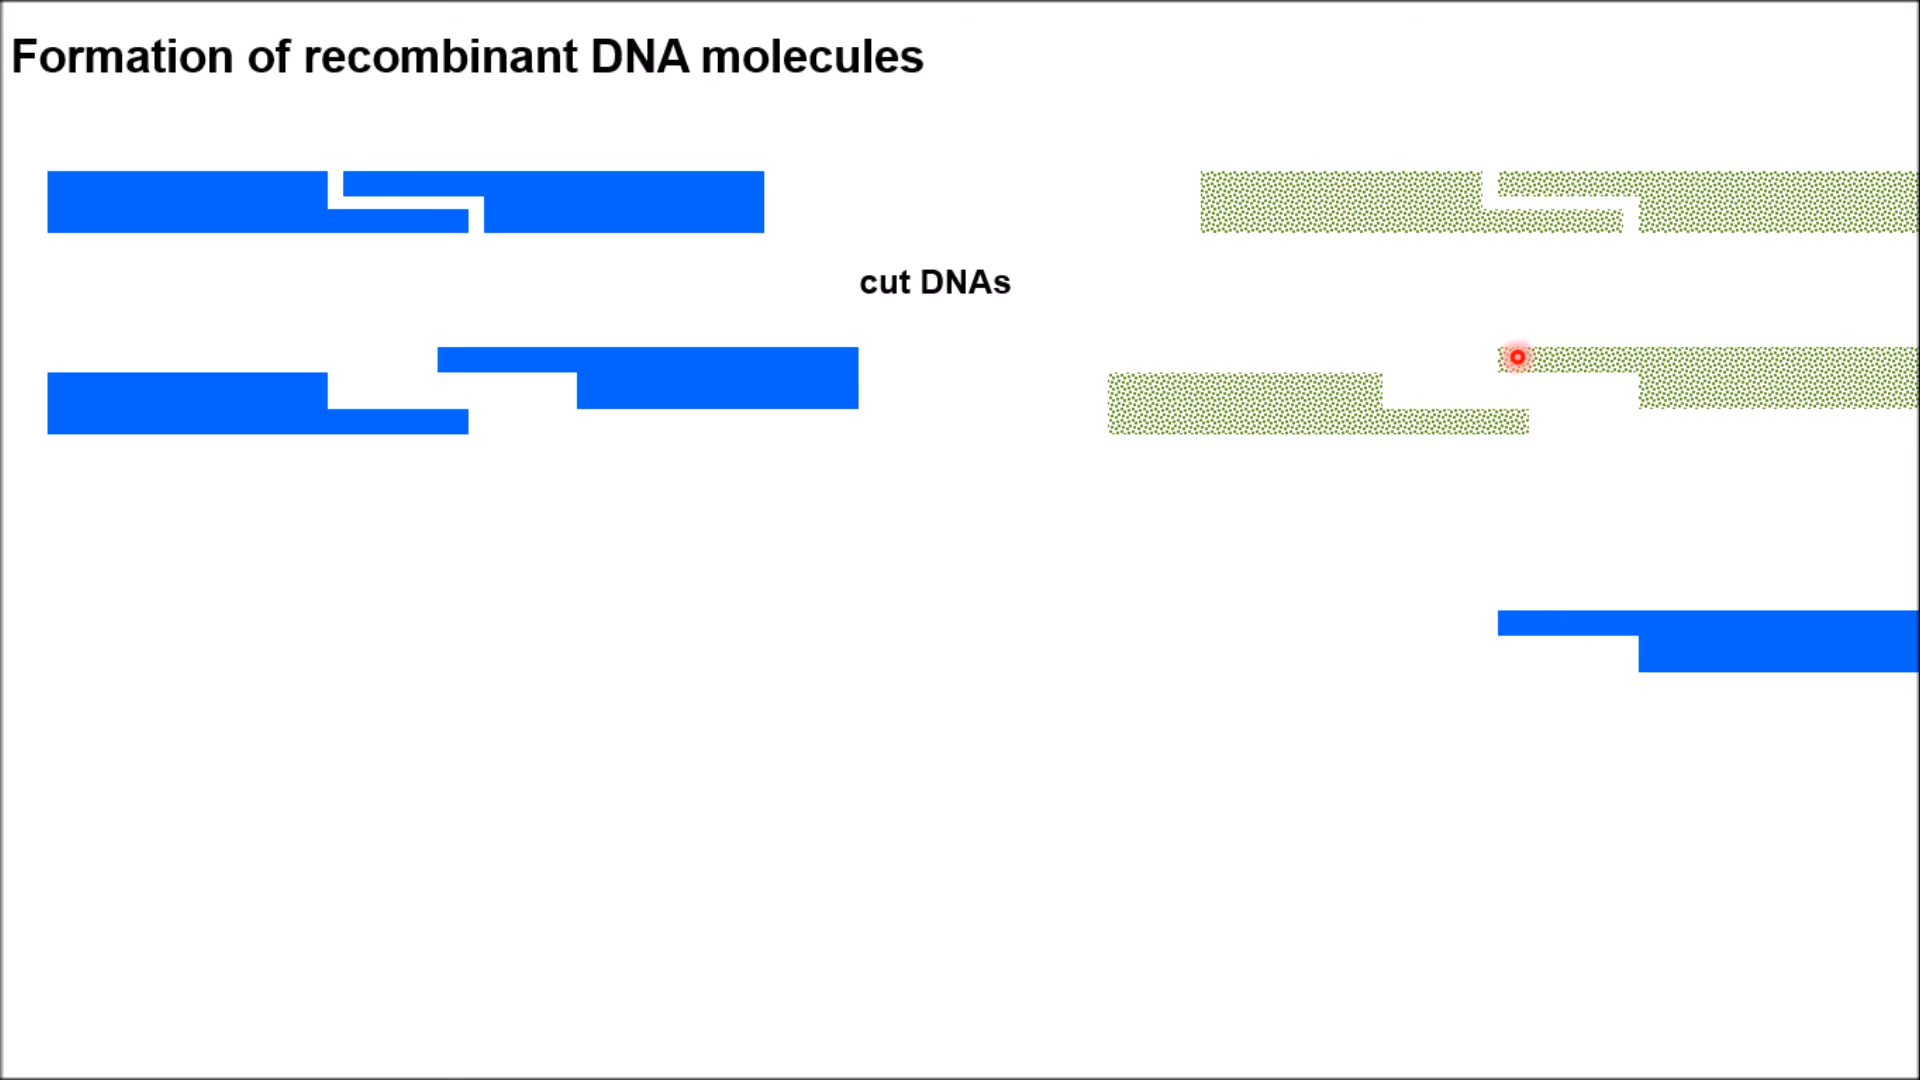 Formation of recombinant DNA molecules
cut DNAs